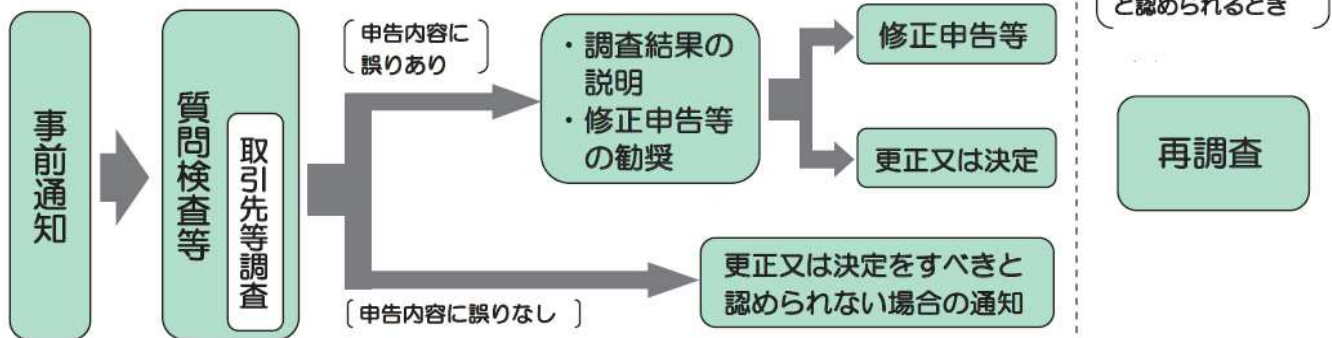 事前通知
質問検査等
取引先等調査
申告内容に
誤りあり
・調査結果の
説明
・修正申告等
の勧奨
修正申告等
更正又は決定
申告内容に誤りなし
更正又は決定をすべきと
認められない場合の通知
と認められるとき
再調査